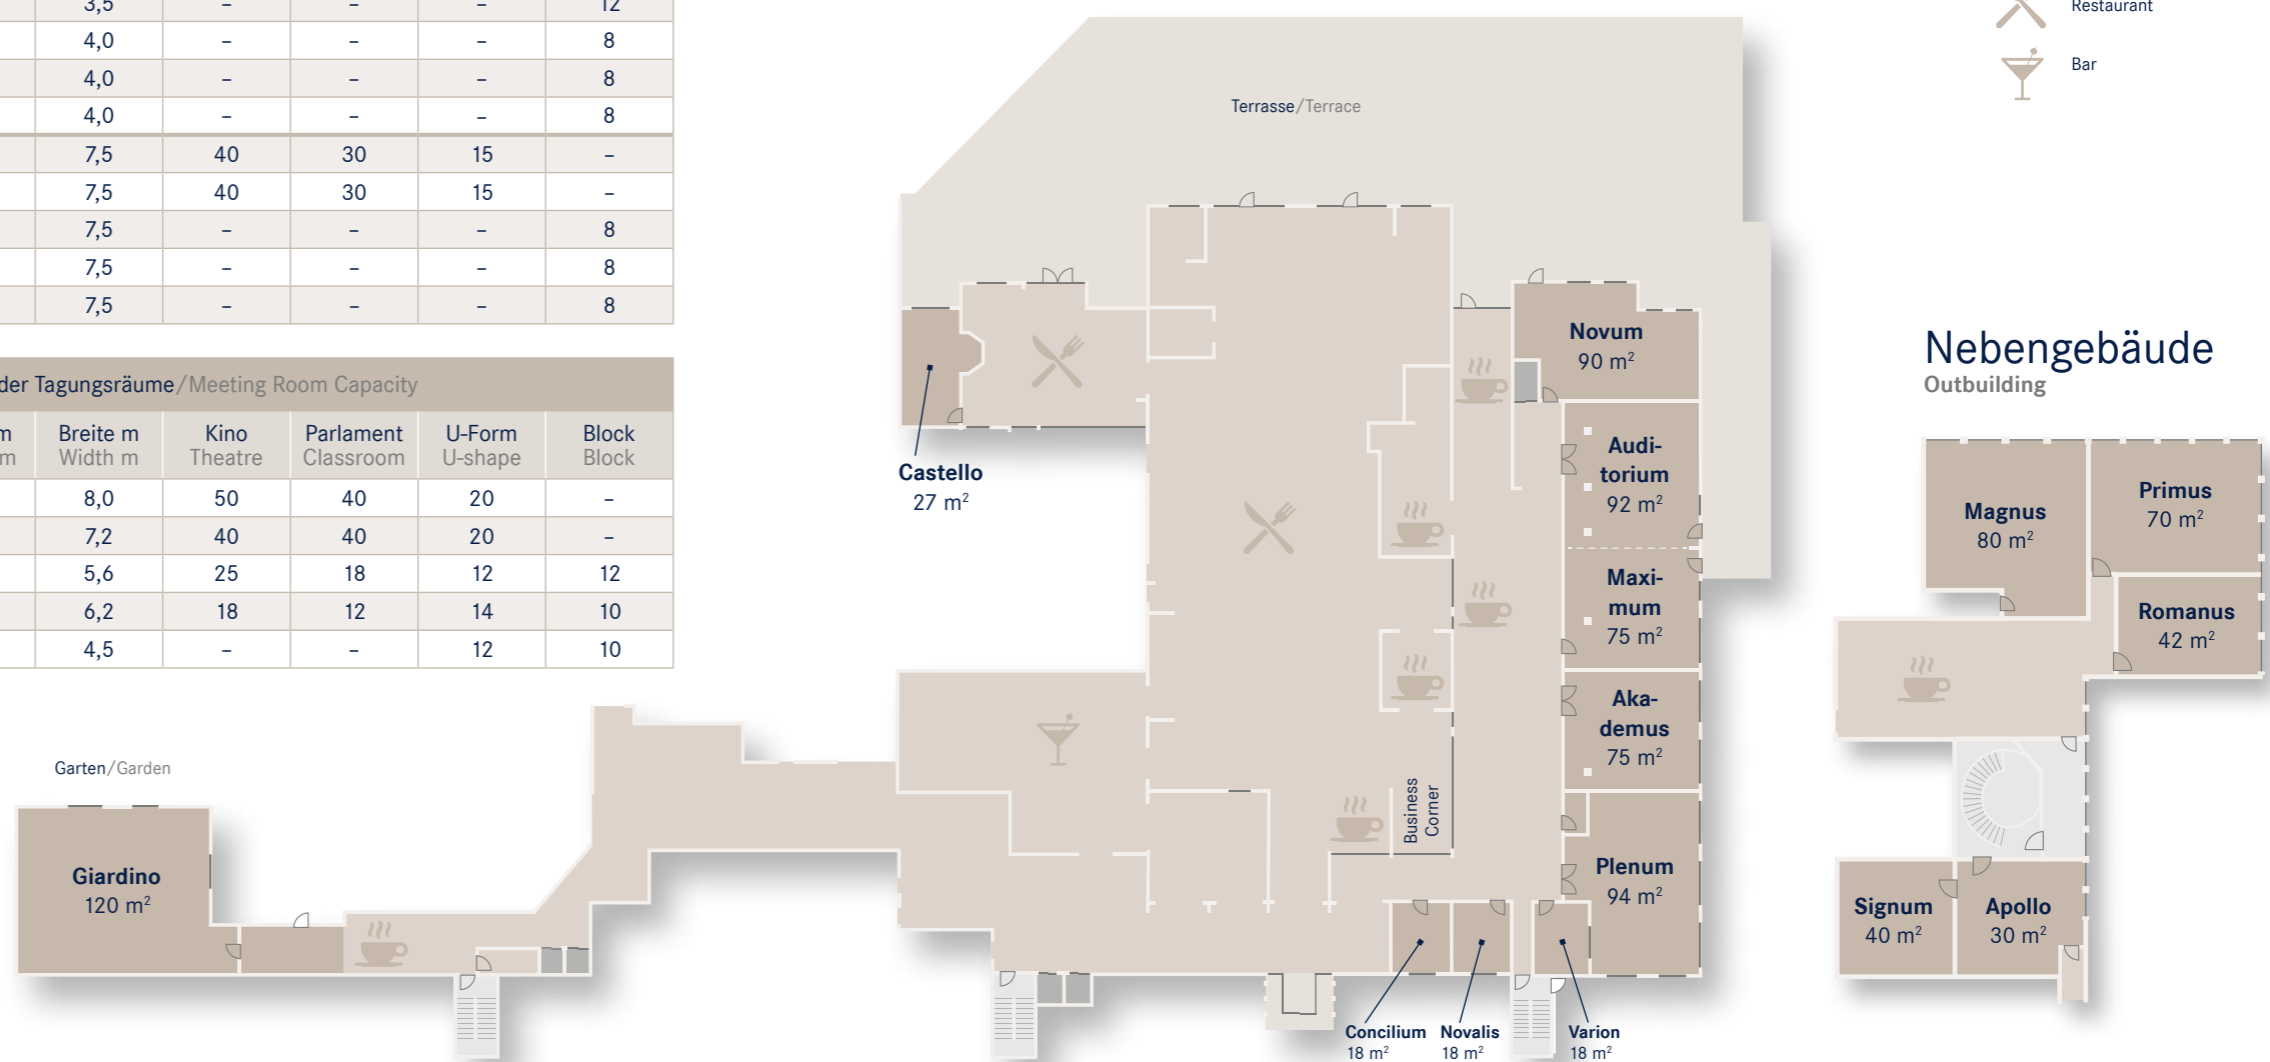 3,5 – – – 12
4,0 – – – 8
4,0 – – – 8
4,0 – – – 8
7,5 40 30 15 –
7,5 40 30 15 –
7,5 – – – 8
7,5 – – – 8
7,5 – – – 8
der Tagungsräume/Meeting Room Capacity
m Breite m Kino Parlament U-Form Block
m Width m Theatre Classroom U-shape Block
8,0 50 40 20 –
7,2 40 40 20 –
5,6 25 18 12 12
6,2 18 12 14 10
4,5 – – 12 10
Restaurant
Bar
Terrasse/Terrace
Novum
90 m²
Castello
27 m²
Audi-
torium
92 m²
Maxi-
mum
75 m²
Aka-
demus
75 m²
Plenum
94 m²
Business
Corner
Garten/Garden
Giardino
120 m²
Concilium
18 m²
Novalis
18 m²
Varion
18 m²
Nebengebäude
Outbuilding
Magnus
80 m²
Primus
70 m²
Romanus
42 m²
Signum
40 m²
Apollo
30 m²